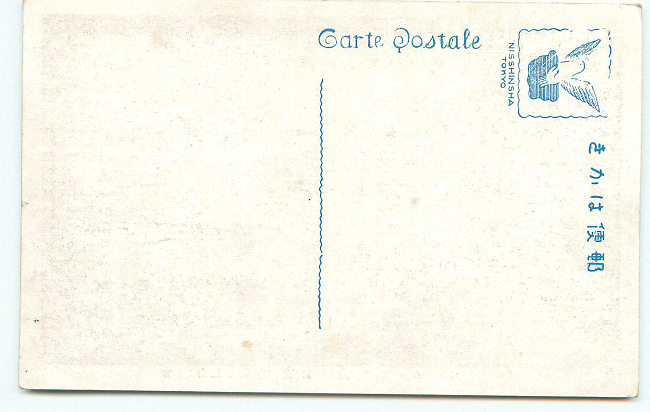 Carte Postale
NISSHINSHA
TOKYO
郵便はかき